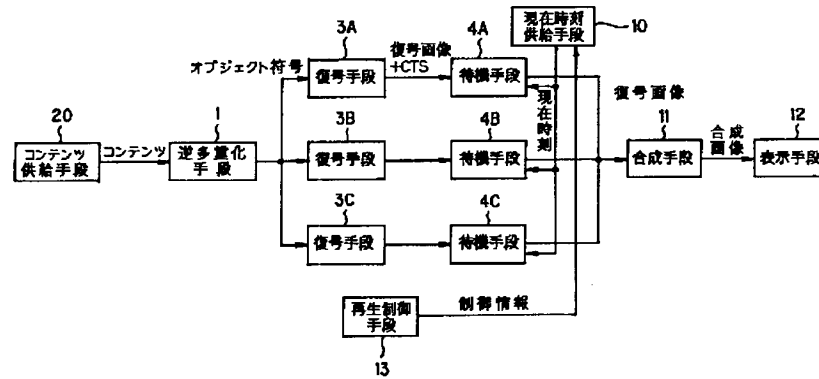 3A
復号手段
4A
待機手段
現在時刻
供給手段
10
オブジェクト符号
復号画像
+CTS
現在時刻
20
コンテンツ
供給手段
コンテンツ
1
逆多重化
手段
3B
復号手段
4B
待機手段
復号画像
11
合成手段
合成
画像
12
表示手段
3C
復号手段
4C
待機手段
再生制御
手段
13
制御情報